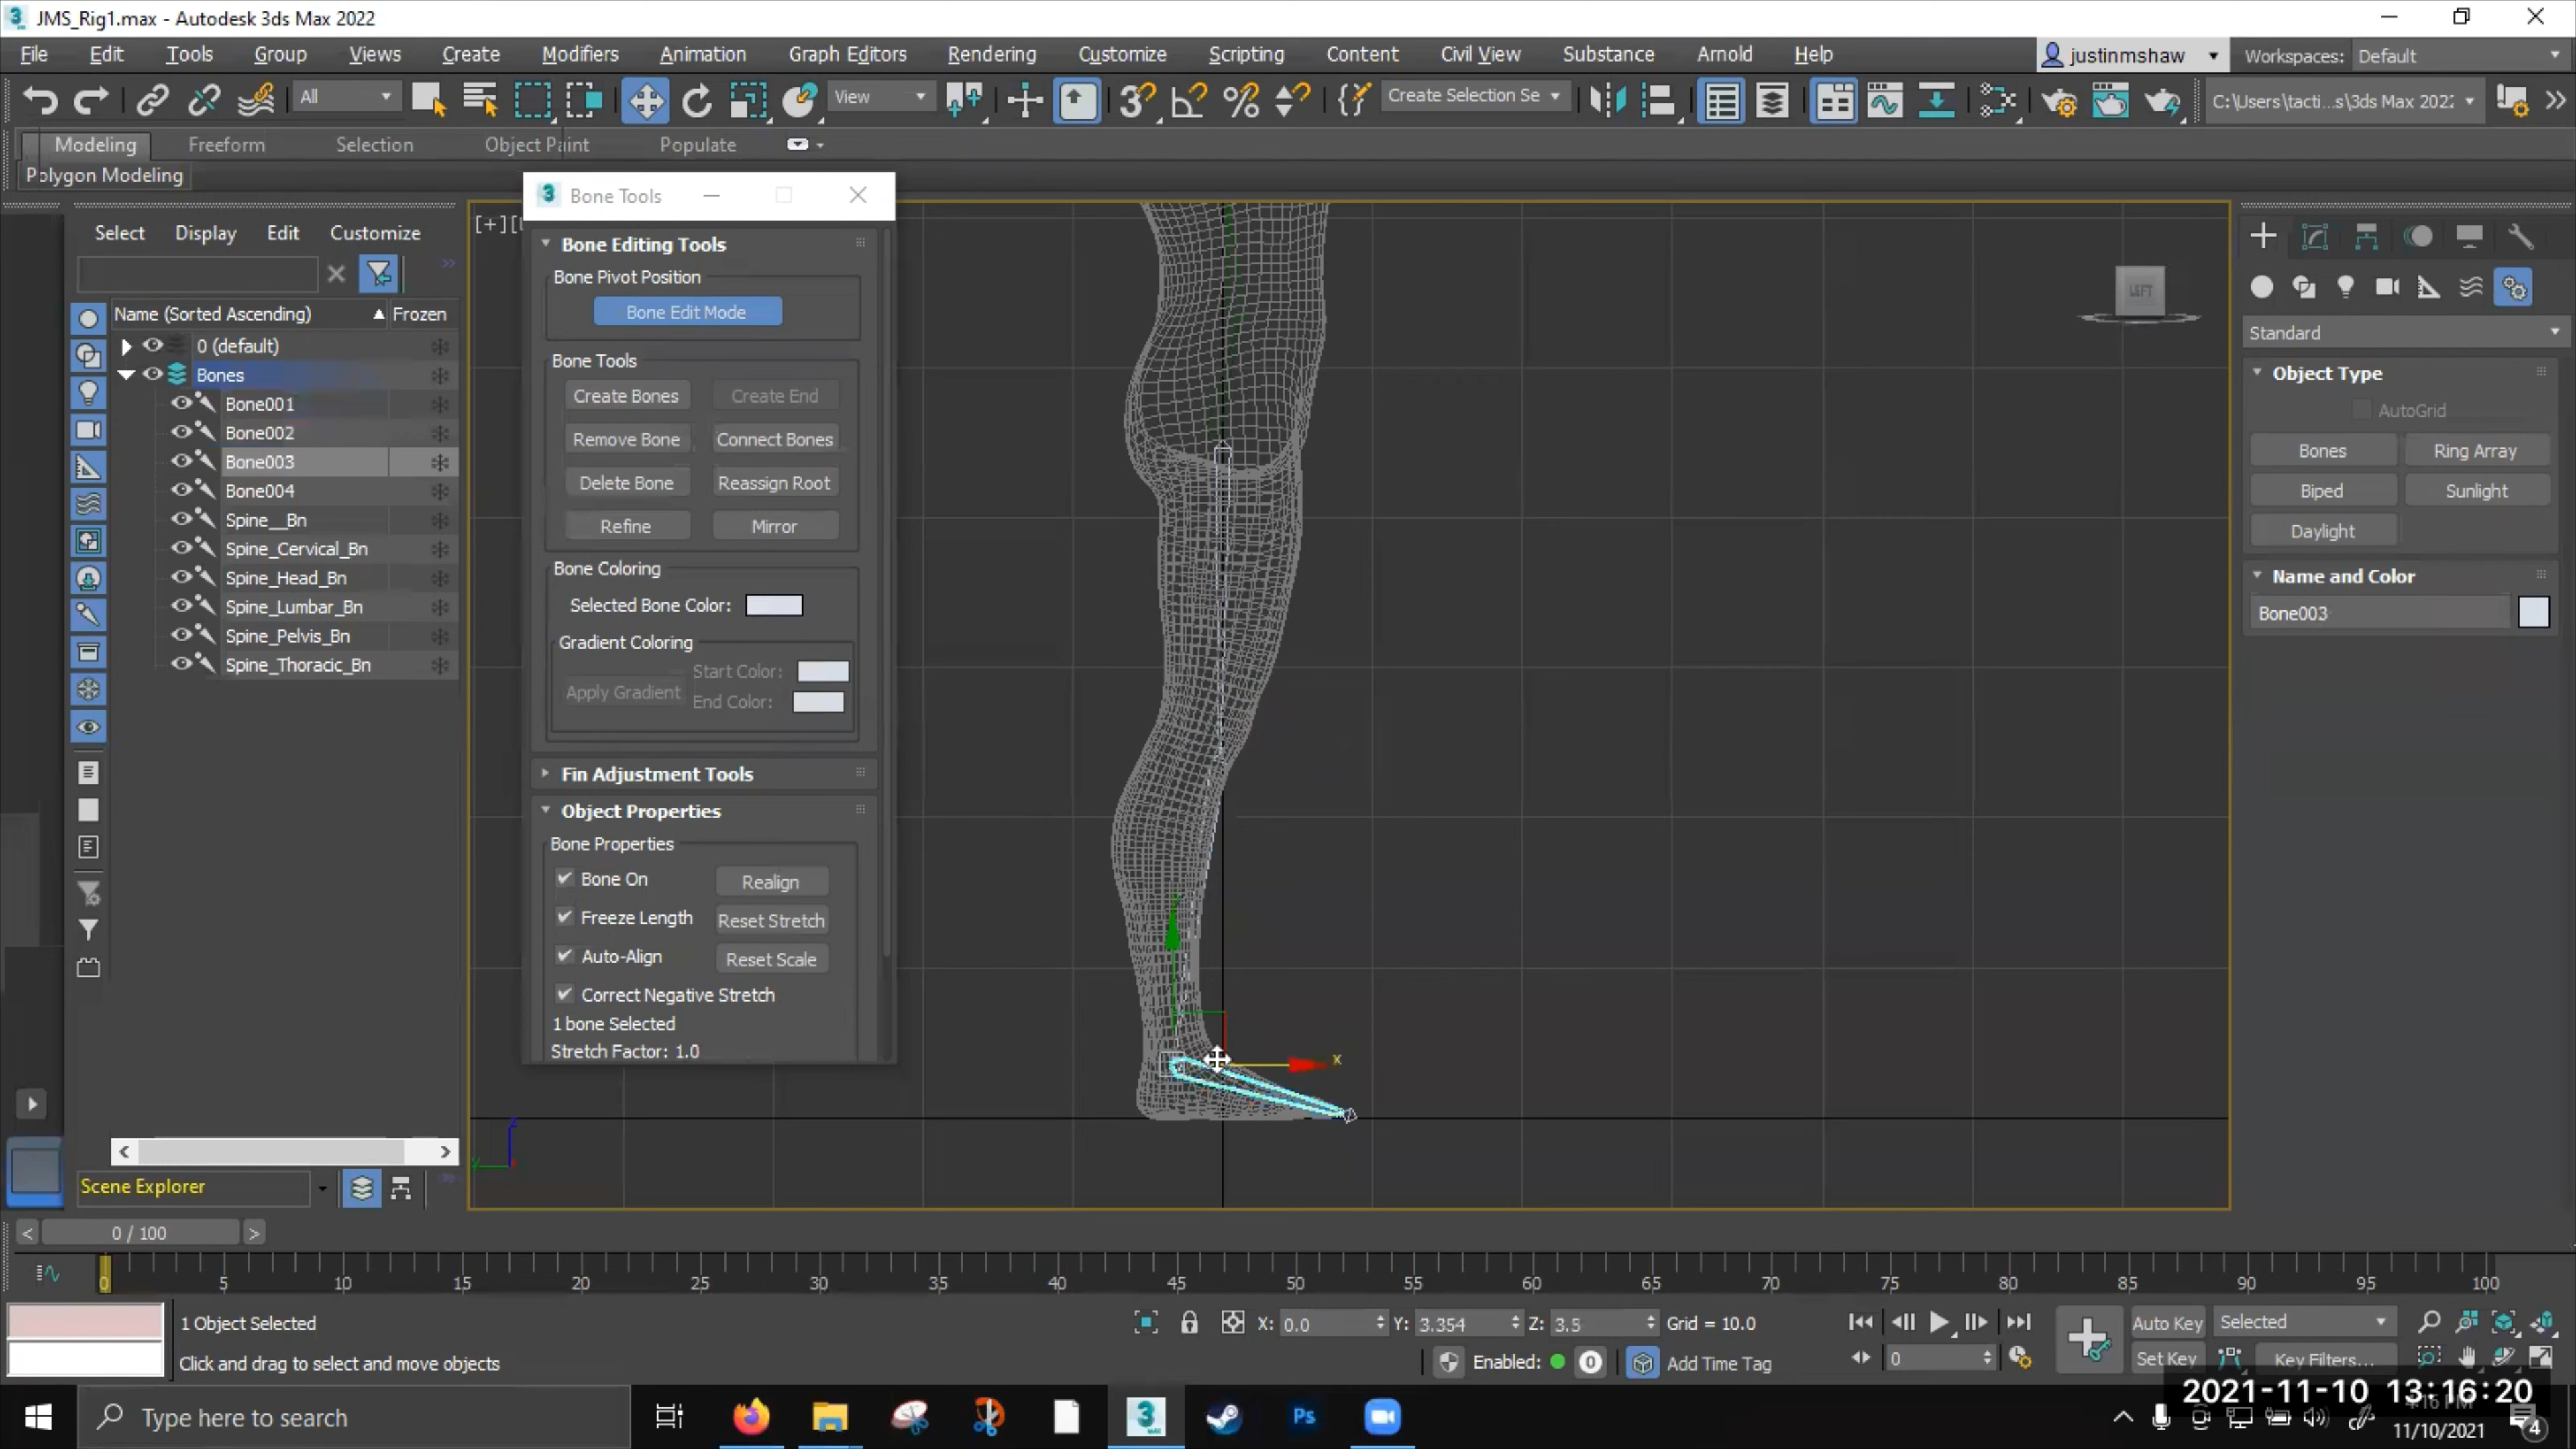 JMS_Rig1.max - Autodesk 3ds Max 2022
File Edit Tools Group Views Create Modifiers Animation Graph Editors Rendering Customize Scripting Content Civil View Substance Arnold Help justinmshaw Workspaces: Default
All View Create Selection Se C:\Users\tacti...s\3ds Max 2022
Modeling Freeform Selection Object Paint Populate
Polygon Modeling
Bone Tools
Select Display Edit Customize
Name (Sorted Ascending) Frozen
0 (default)
Bones
Bone001
Bone002
Bone003
Bone004
Spine__Bn
Spine_Cervical_Bn
Spine_Head_Bn
Spine_Lumbar_Bn
Spine_Pelvis_Bn
Spine_Thoracic_Bn
Scene Explorer
Bone Editing Tools
Bone Pivot Position
Bone Edit Mode
Bone Tools
Create Bones Create End
Remove Bone Connect Bones
Delete Bone Reassign Root
Refine Mirror
Bone Coloring
Selected Bone Color:
Gradient Coloring
Start Color:
Apply Gradient
End Color:
Fin Adjustment Tools
Object Properties
Bone Properties
Bone On Realign
Freeze Length Reset Stretch
Auto-Align Reset Scale
Correct Negative Stretch
1 bone Selected
Stretch Factor: 1.0
[+]
LEFT
x
Standard
Object Type
AutoGrid
Bones Ring Array
Biped Sunlight
Daylight
Name and Color
Bone003
0 / 100
0 5 10 15 20 25 30 35 40 45 50 55 60 65 70 75 80 85 90 95 100
1 Object Selected X: 0.0 Y: 3.354 Z: 3.5 Grid = 10.0 Auto Key Selected
Click and drag to select and move objects Enabled: 0 Add Time Tag 0 Set Key Key Filters...
2021-11-10 13:16:20
Type here to search
11/10/2021
4